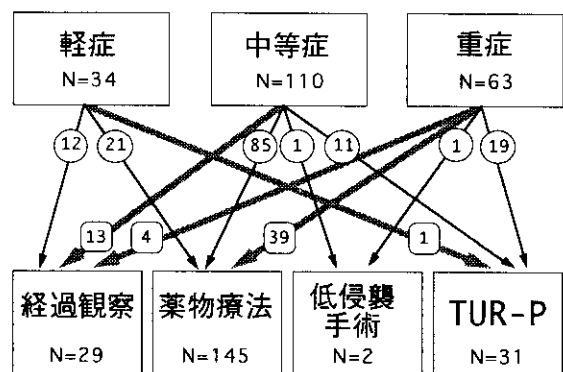 軽症
N=34
中等症
N=110
重症
N=63
12
21
85
1
11
1
19
13
4
39
1
経過観察
N=29
薬物療法
N=145
低侵襲
手術
N=2
TUR-P
N=31